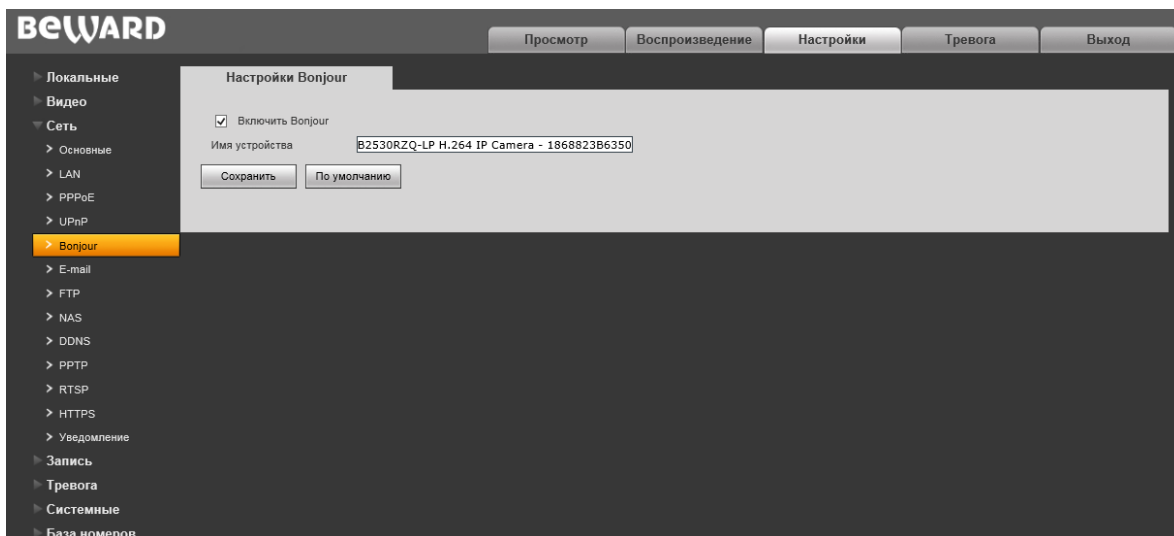 BEWARD
Просмотр Воспроизведение Настройки Тревога Выход
Локальные
Видео
Сеть
Основные
LAN
PPPoE
UPnP
Bonjour
E-mail
FTP
NAS
DDNS
PPTP
RTSP
HTTPS
Уведомление
Запись
Тревога
Системные
База номеров
Настройки Bonjour
Включить Bonjour
Имя устройства B2530RZQ-LP H.264 IP Camera - 1868823B6350
Сохранить По умолчанию